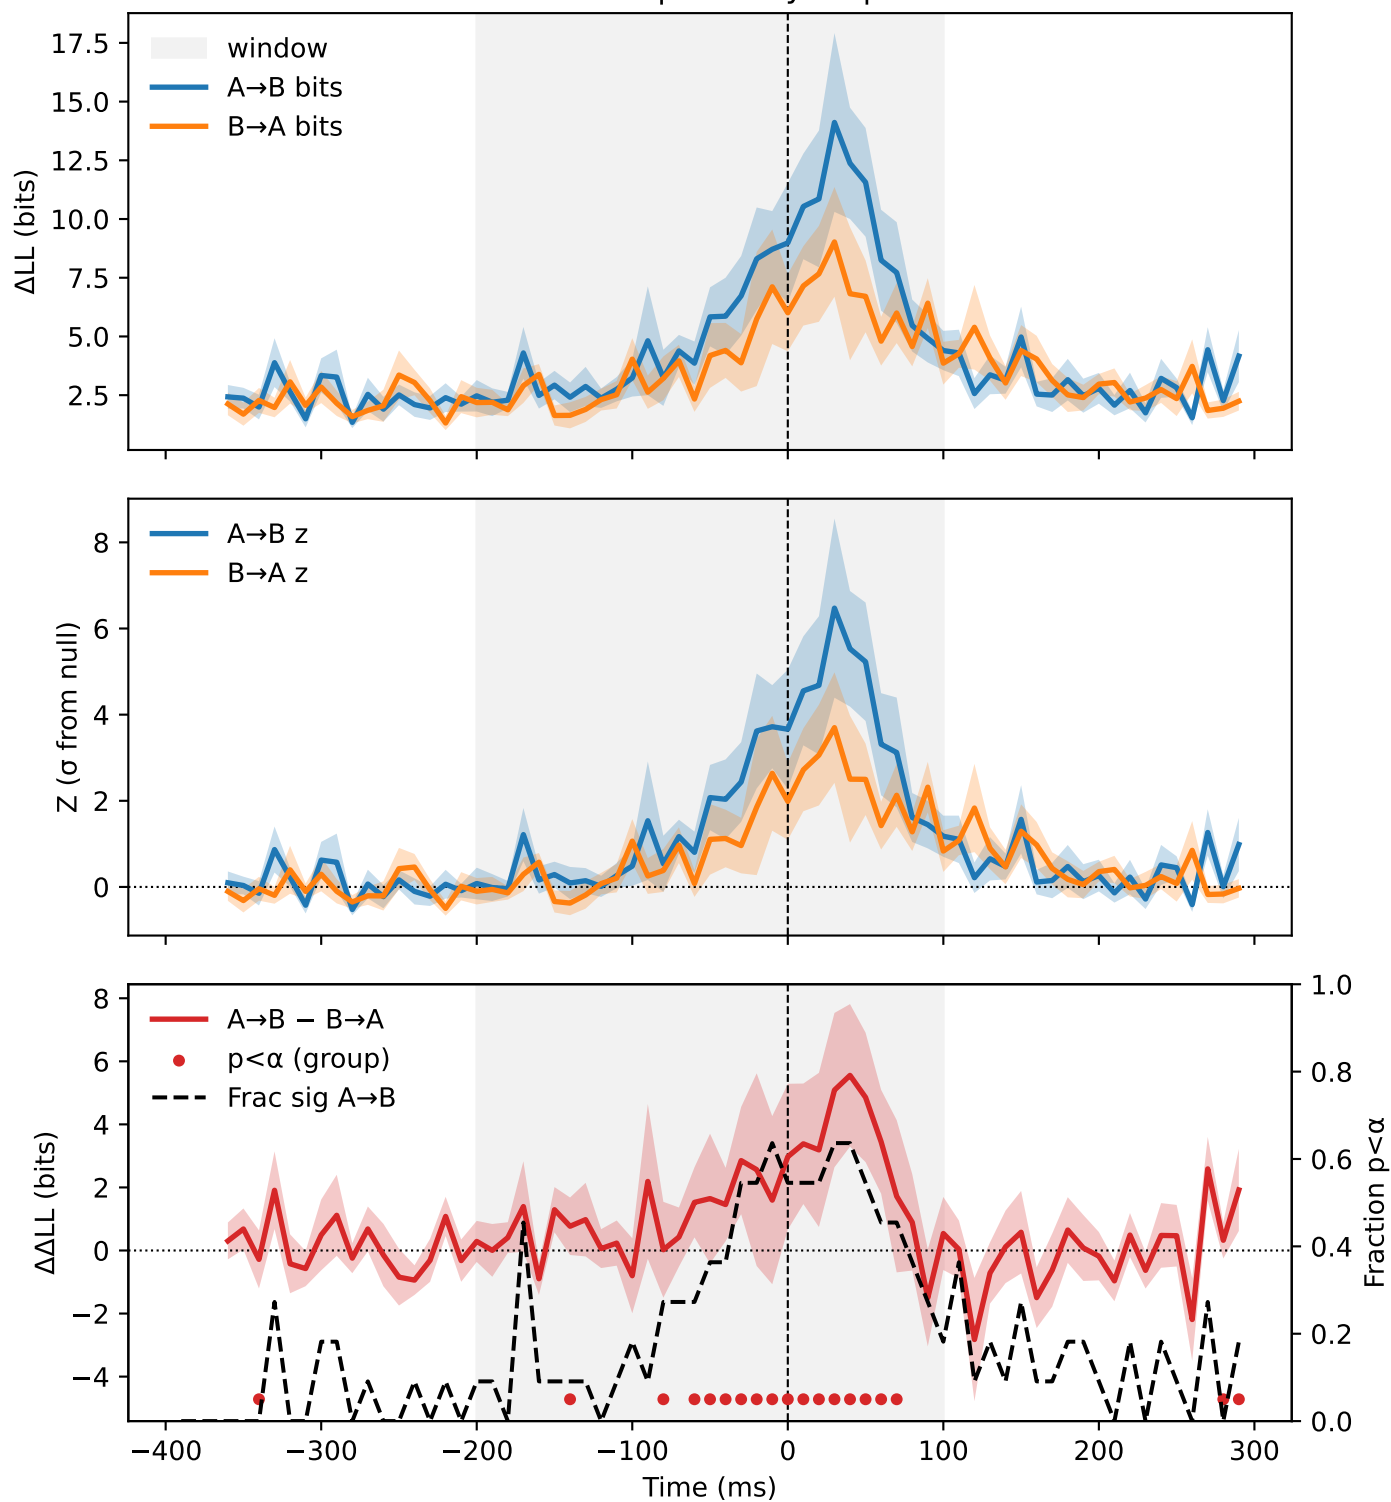 17.5
15.0
12.5
10.0
7.5
5.0
2.5
ΔLL (bits)
window
A→B bits
B→A bits
8
6
4
2
0
Z (σ from null)
A→B z
B→A z
8
6
4
2
0
−2
−4
ΔΔLL (bits)
A→B − B→A
p<α (group)
Frac sig A→B
1.0
0.8
0.6
0.4
0.2
0.0
Fraction p<α
−400
−300
−200
−100
0
100
200
300
Time (ms)